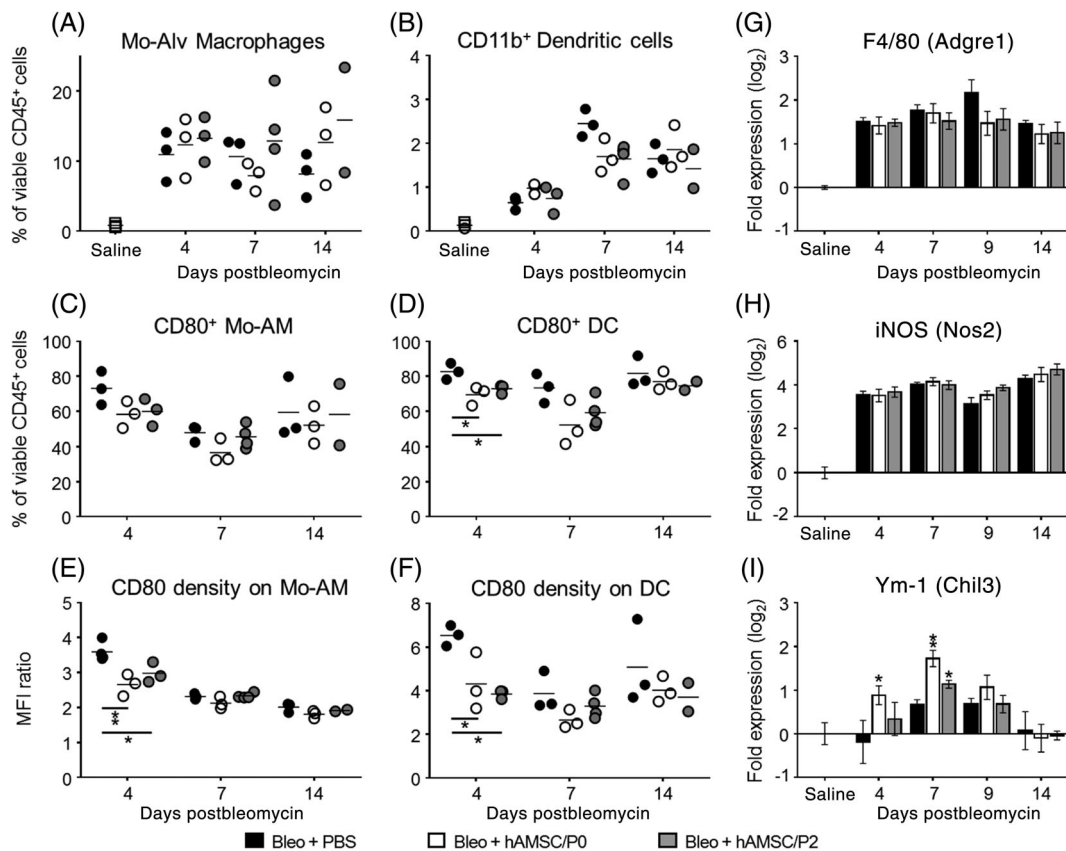 (A)
Mo-Alv Macrophages
% of viable CD45⁺ cells
20
15
10
5
0
Saline
4
7
14
Days postbleomycin
(B)
CD11b⁺ Dendritic cells
4
3
2
1
0
Saline
4
7
14
Days postbleomycin
(G)
F4/80 (Adgre1)
Fold expression (log₂)
3
2
1
0
-1
Saline
4
7
9
14
(C)
CD80⁺ Mo-AM
% of viable CD45⁺ cells
100
80
60
40
20
0
4
7
14
(D)
CD80⁺ DC
100
80
60
40
20
0
*
*
4
7
14
(H)
iNOS (Nos2)
Fold expression (log₂)
6
4
2
0
-2
Saline
4
7
9
14
(E)
CD80 density on Mo-AM
MFI ratio
5
4
3
2
1
0
**
*
4
7
14
Days postbleomycin
(F)
CD80 density on DC
8
6
4
2
0
*
*
4
7
14
Days postbleomycin
(I)
Ym-1 (Chil3)
Fold expression (log₂)
3
2
1
0
-1
*
**
*
Saline
4
7
9
14
Days postbleomycin
Bleo + PBS
Bleo + hAMSC/P0
Bleo + hAMSC/P2